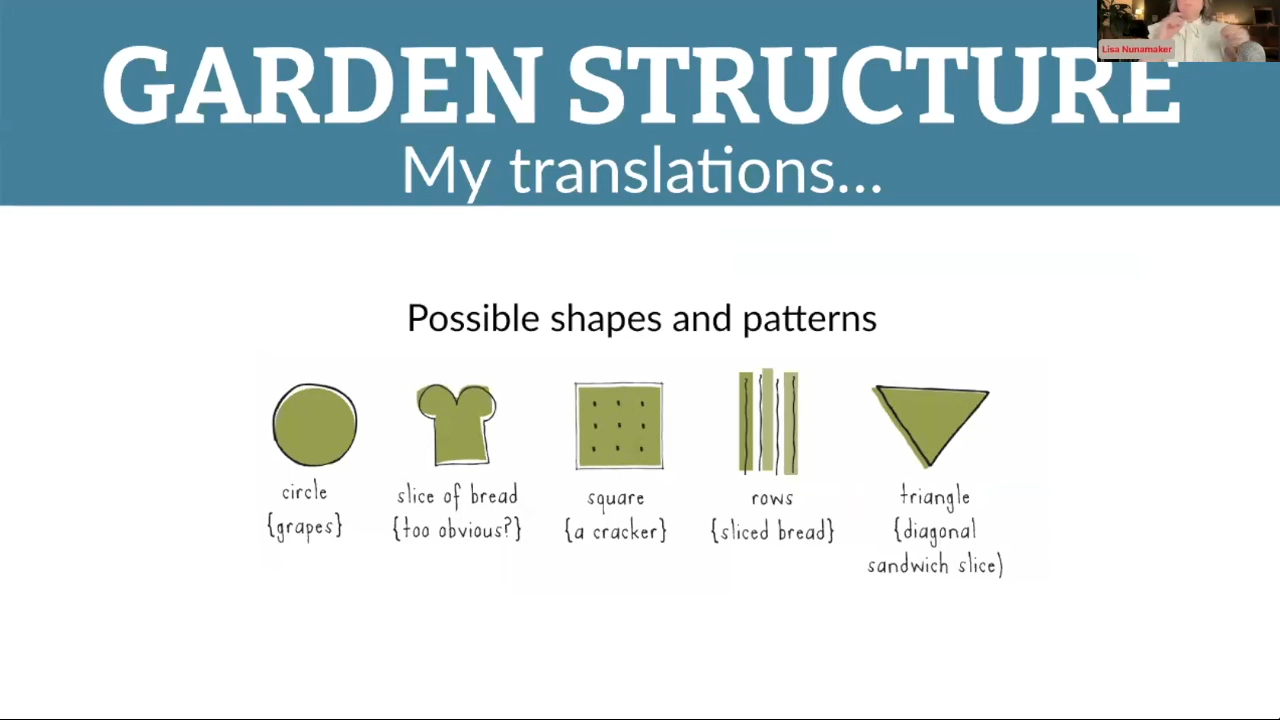 Lisa Nunamaker
GARDEN STRUCTURE
My translations...
Possible shapes and patterns
circle
{grapes}
slice of bread
{too obvious?}
square
{a cracker}
rows
{sliced bread}
triangle
{diagonal
sandwich slice)